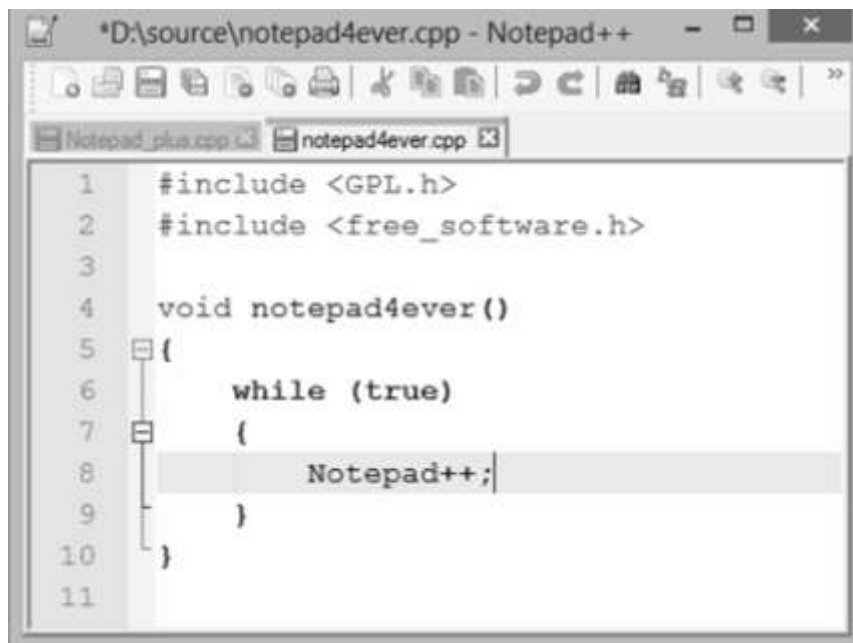 *D:\source\notepad4ever.cpp - Notepad++
Notepad_plus.cpp notepad4ever.cpp
1 #include <GPL.h>
2 #include <free_software.h>
3
4 void notepad4ever()
5 {
6 while (true)
7 {
8 Notepad++;
9 }
10 }
11